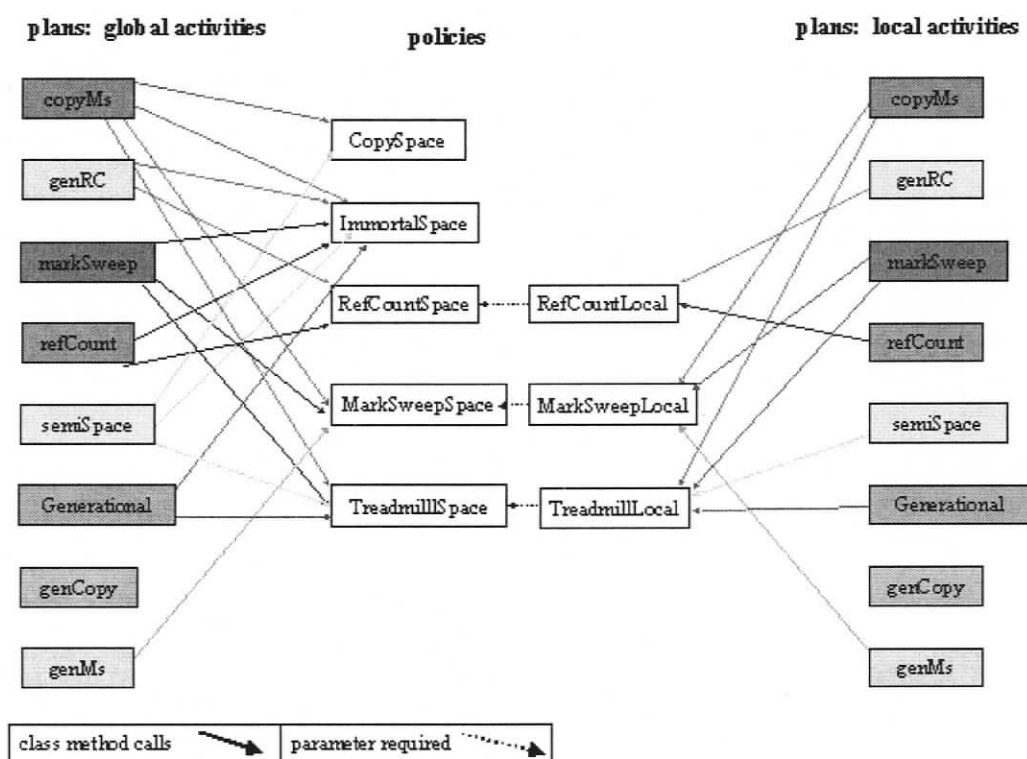 plans: global activities
policies
plans: local activities
copyMs
genRC
markSweep
refCount
semiSpace
Generational
genCopy
genMs
CopySpace
ImmortalSpace
RefCountSpace
MarkSweepSpace
TreadmilllSpace
RefCountLocal
MarkSweepLocal
TreadmillLocal
copyMs
genRC
markSweep
refCount
semiSpace
Generational
genCopy
genMs
class method calls
parameter required